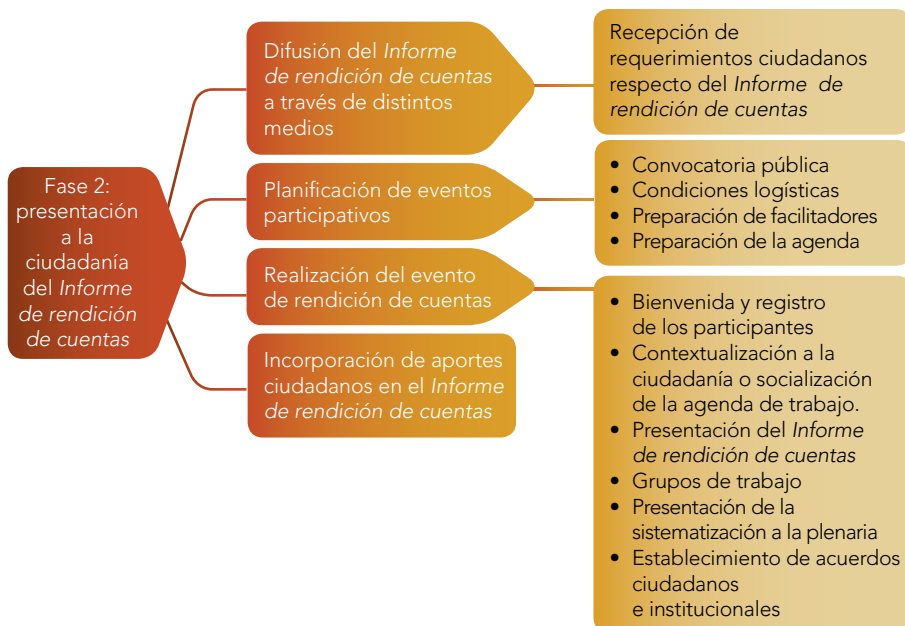 Fase 2:
presentación
a la
ciudadanía
del Informe
de rendición
de cuentas
Difusión del Informe
de rendición de cuentas
a través de distintos
medios
Recepción de
requerimientos ciudadanos
respecto del Informe de
rendición de cuentas
Planificación de eventos
participativos
• Convocatoria pública
• Condiciones logísticas
• Preparación de facilitadores
• Preparación de la agenda
Realización del evento
de rendición de cuentas
• Bienvenida y registro
de los participantes
• Contextualización a la
ciudadanía o socialización
de la agenda de trabajo.
• Presentación del Informe
de rendición de cuentas
• Grupos de trabajo
• Presentación de la
sistematización a la plenaria
• Establecimiento de acuerdos
ciudadanos
e institucionales
Incorporación de aportes
ciudadanos en el Informe
de rendición de cuentas